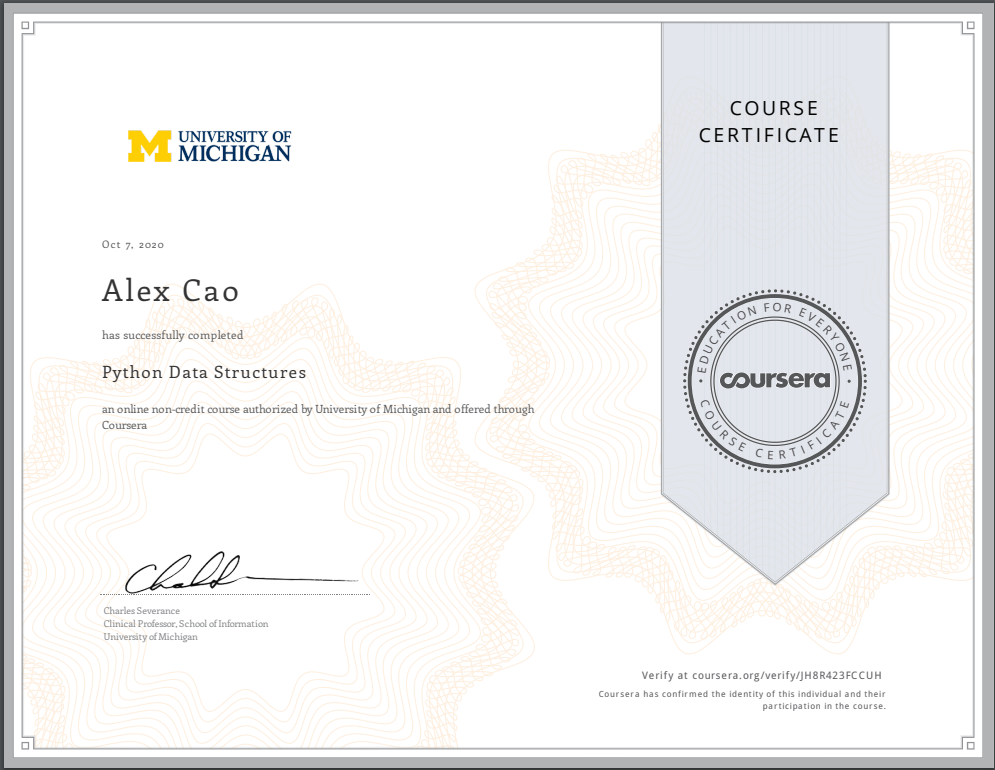 UNIVERSITY OF
MICHIGAN
COURSE
CERTIFICATE
Oct 7, 2020
Alex Cao
has successfully completed
Python Data Structures
an online non-credit course authorized by University of Michigan and offered through
Coursera
EDUCATION FOR EVERYONE
coursera
COURSE CERTIFICATE
Charles Severance
Clinical Professor, School of Information
University of Michigan
Verify at coursera.org/verify/JH8R423FCCUH
Coursera has confirmed the identity of this individual and their
participation in the course.